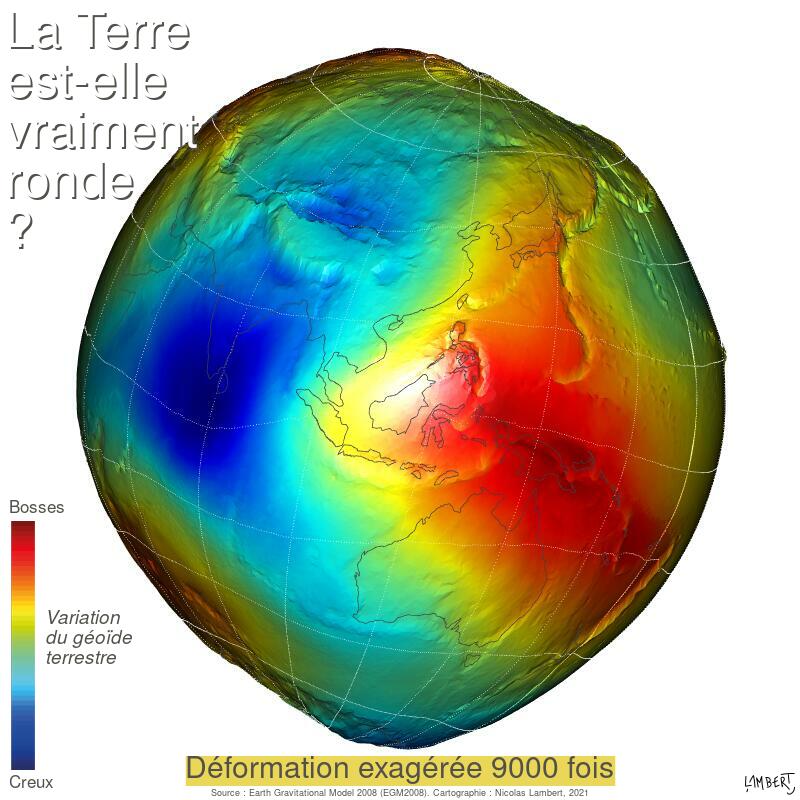 La Terre
est-elle
vraiment
ronde
?
Bosses
Variation
du géoïde
terrestre
Creux
Déformation exagérée 9000 fois
Source : Earth Gravitational Model 2008 (EGM2008). Cartographie : Nicolas Lambert, 2021
LAMBERT